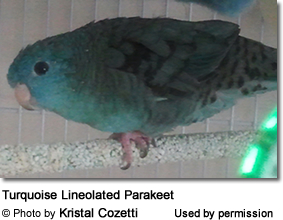 Turquoise Lineolated Parakeet
© Photo by Kristal Cozetti Used by permission